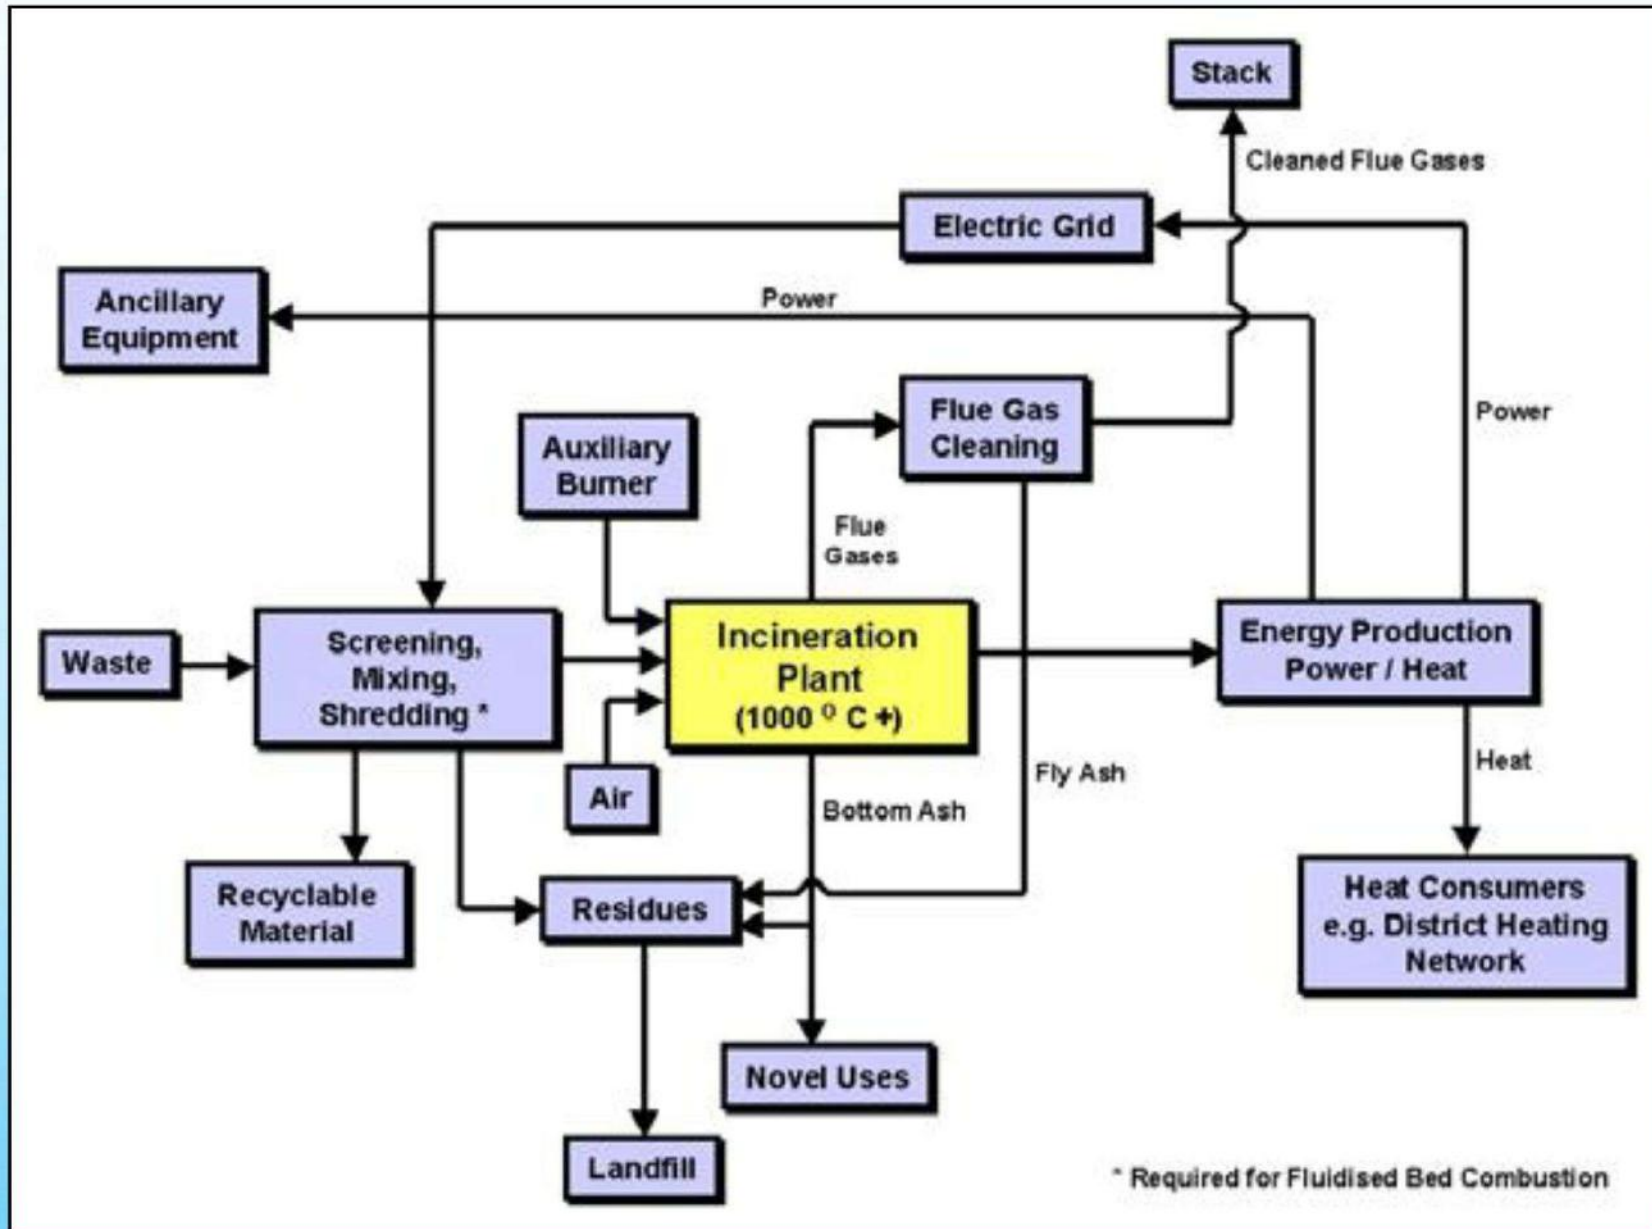 Stack
Cleaned Flue Gases
Electric Grid
Ancillary
Equipment
Power
Flue Gas
Cleaning
Power
Auxiliary
Burner
Flue
Gases
Waste
Screening,
Mixing,
Shredding *
Incineration
Plant
(1000 º C +)
Energy Production
Power / Heat
Air
Fly Ash
Heat
Bottom Ash
Recyclable
Material
Residues
Heat Consumers
e.g. District Heating
Network
Novel Uses
Landfill
* Required for Fluidised Bed Combustion